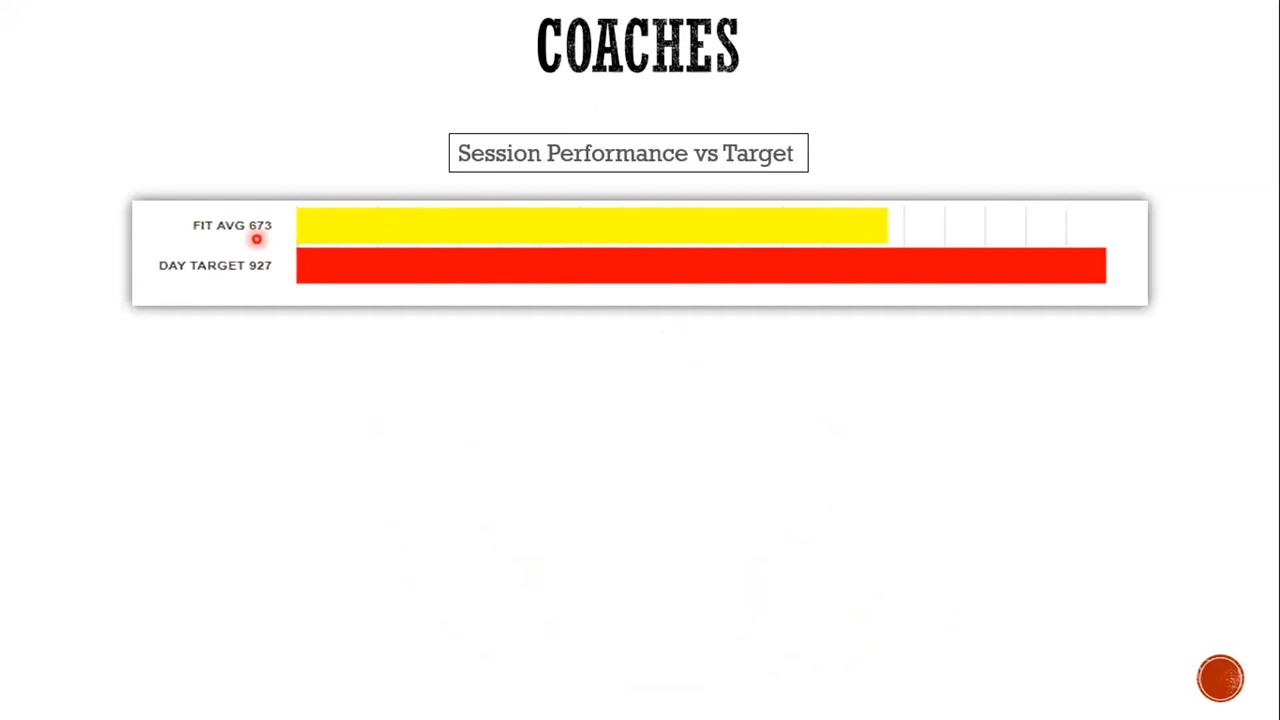 COACHES
Session Performance vs Target
FIT AVG 673
DAY TARGET 927